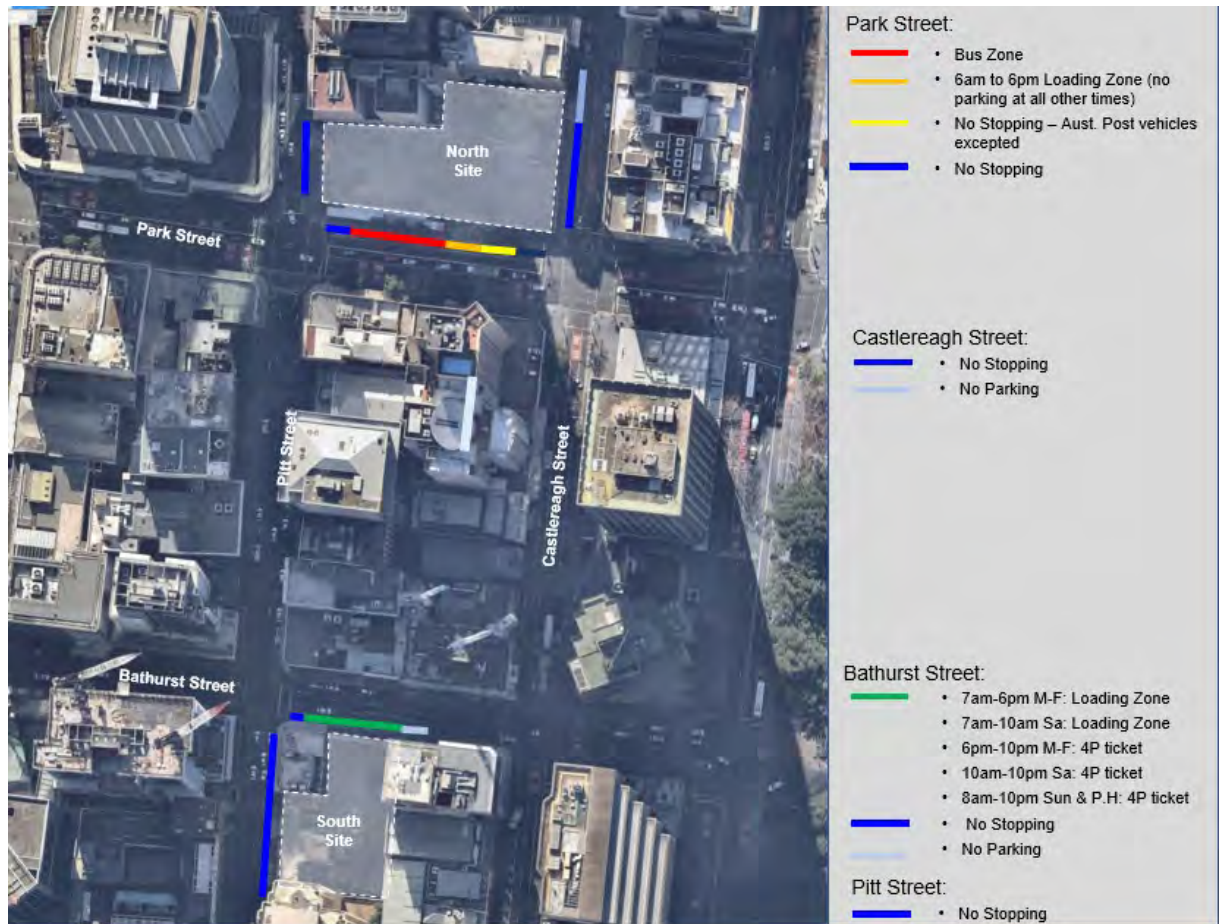 North
Site
Park Street
Pitt Street
Castlereagh Street
Bathurst Street
South
Site
Park Street:
• Bus Zone
• 6am to 6pm Loading Zone (no
parking at all other times)
• No Stopping – Aust. Post vehicles
excepted
• No Stopping
Castlereagh Street:
• No Stopping
• No Parking
Bathurst Street:
• 7am-6pm M-F: Loading Zone
• 7am-10am Sa: Loading Zone
• 6pm-10pm M-F: 4P ticket
• 10am-10pm Sa: 4P ticket
• 8am-10pm Sun & P.H: 4P ticket
• No Stopping
• No Parking
Pitt Street:
• No Stopping